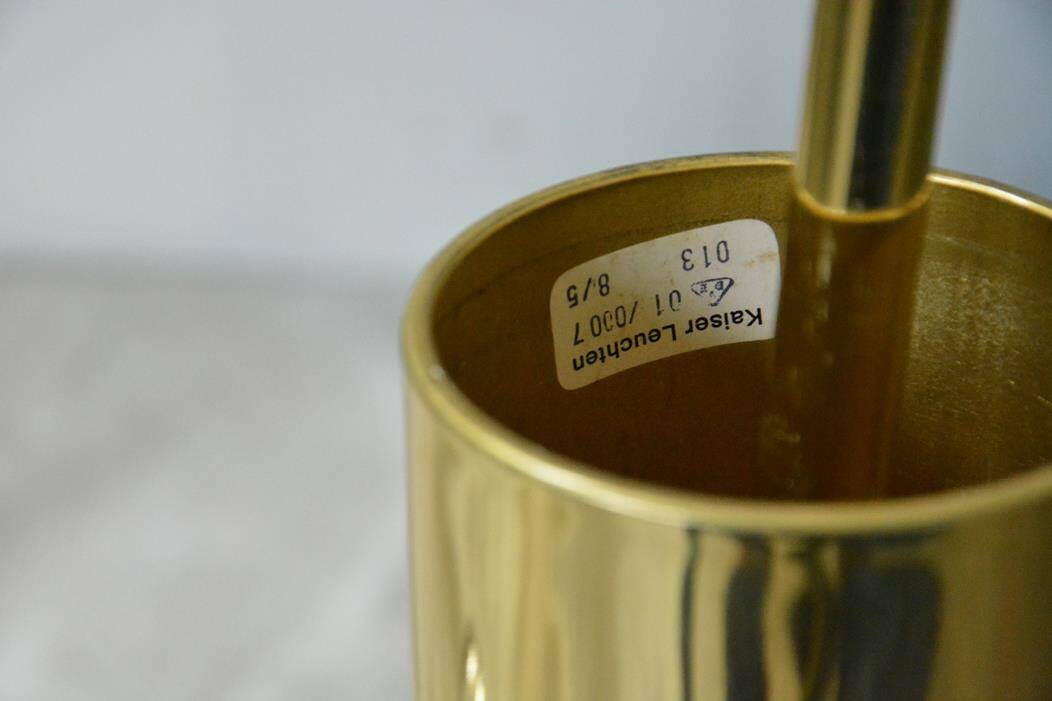 Kaiser Leuchten
01/0007
013 8/5